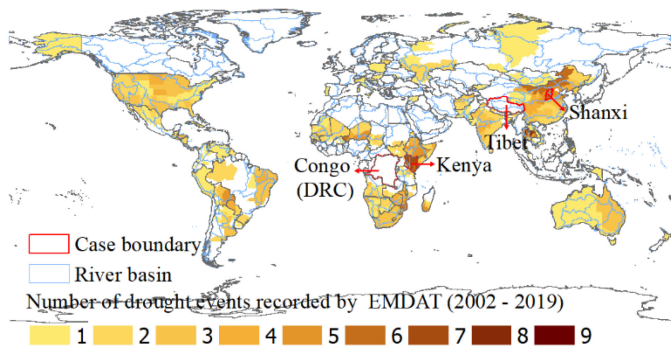 Shanxi
Tibet
Congo
(DRC)
Kenya
Case boundary
River basin
Number of drought events recorded by EMDAT (2002 - 2019)
1 2 3 4 5 6 7 8 9